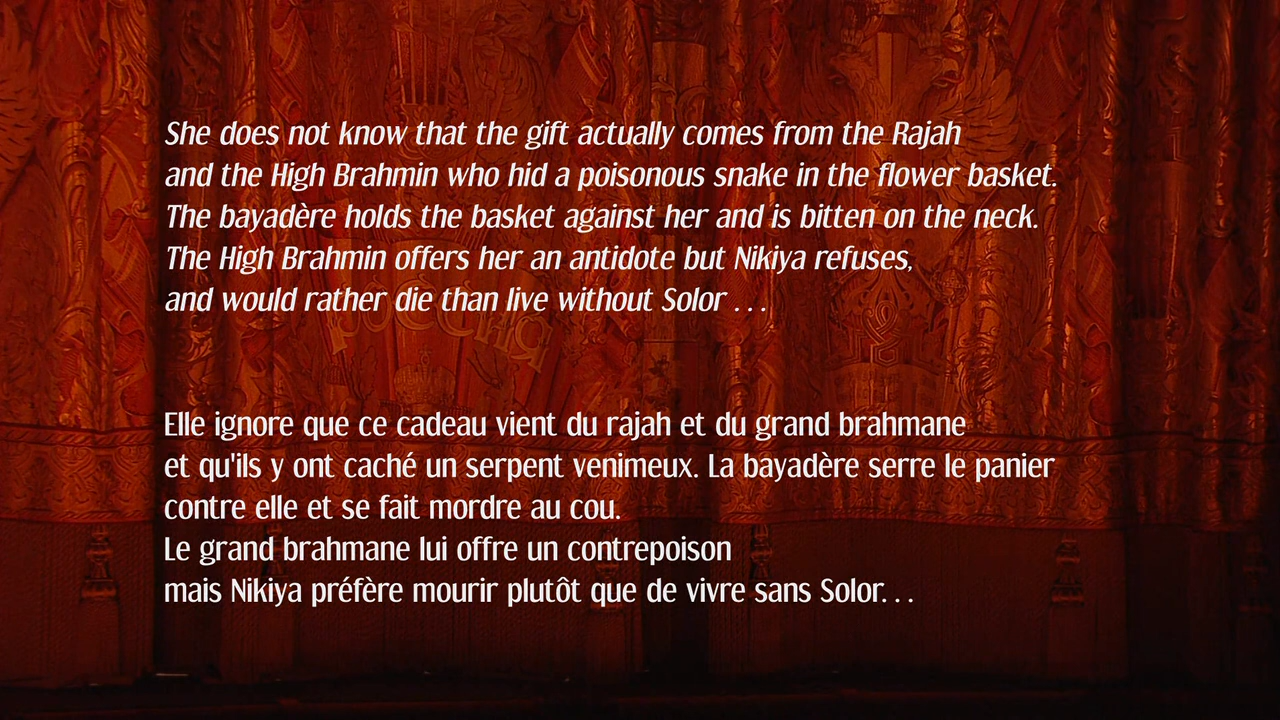 She does not know that the gift actually comes from the Rajah
and the High Brahmin who hid a poisonous snake in the flower basket.
The bayadère holds the basket against her and is bitten on the neck.
The High Brahmin offers her an antidote but Nikiya refuses,
and would rather die than live without Solor . . .
РОССИЯ
Elle ignore que ce cadeau vient du rajah et du grand brahmane
et qu'ils y ont caché un serpent venimeux. La bayadère serre le panier
contre elle et se fait mordre au cou.
Le grand brahmane lui offre un contrepoison
mais Nikiya préfère mourir plutôt que de vivre sans Solor. . .